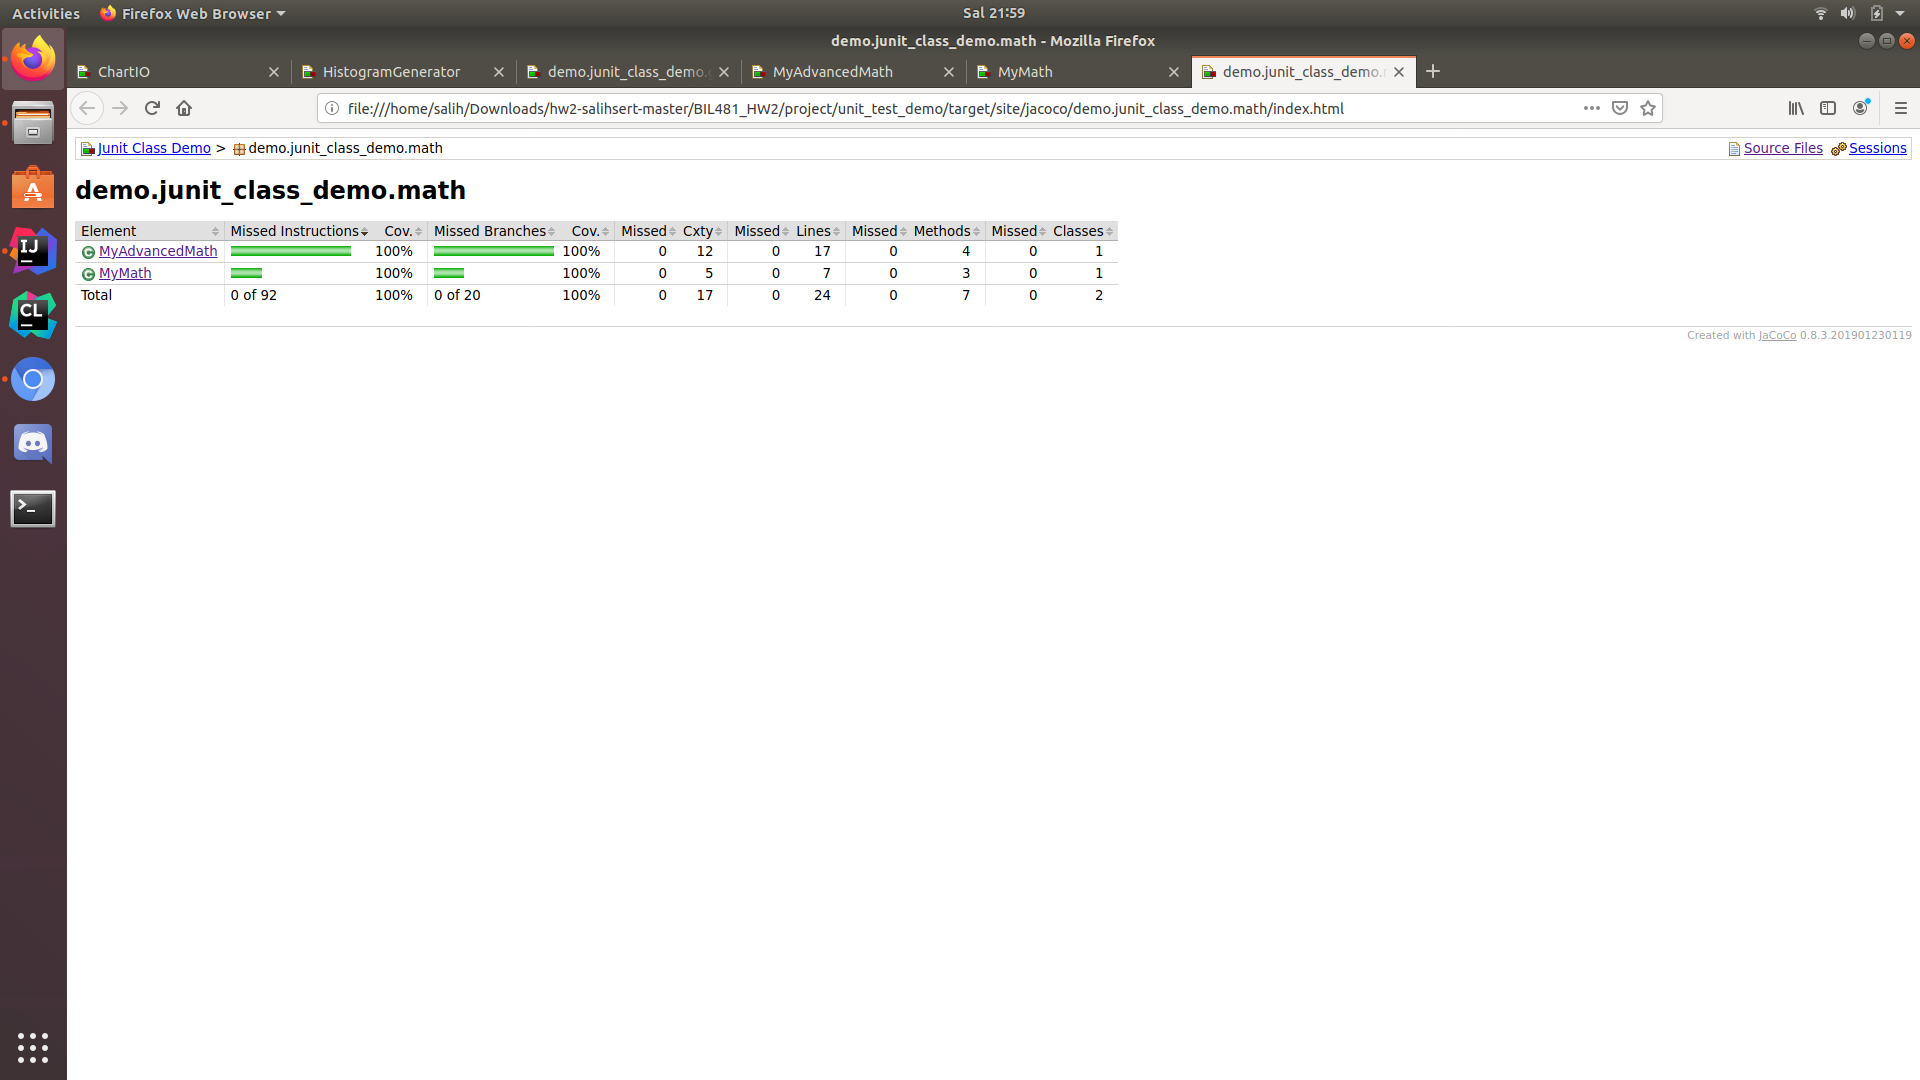 Activities Firefox Web Browser Sal 21:59
demo.junit_class_demo.math - Mozilla Firefox
ChartIO HistogramGenerator demo.junit_class_demo. MyAdvancedMath MyMath demo.junit_class_demo.
file:///home/salih/Downloads/hw2-salihsert-master/BIL481_HW2/project/unit_test_demo/target/site/jacoco/demo.junit_class_demo.math/index.html
Junit Class Demo > demo.junit_class_demo.math Source Files Sessions
demo.junit_class_demo.math
Element Missed Instructions Cov. Missed Branches Cov. Missed Cxty Missed Lines Missed Methods Missed Classes
MyAdvancedMath 100% 100% 0 12 0 17 0 4 0 1
MyMath 100% 100% 0 5 0 7 0 3 0 1
Total 0 of 92 100% 0 of 20 100% 0 17 0 24 0 7 0 2
Created with JaCoCo 0.8.3.201901230119
IJ
CL